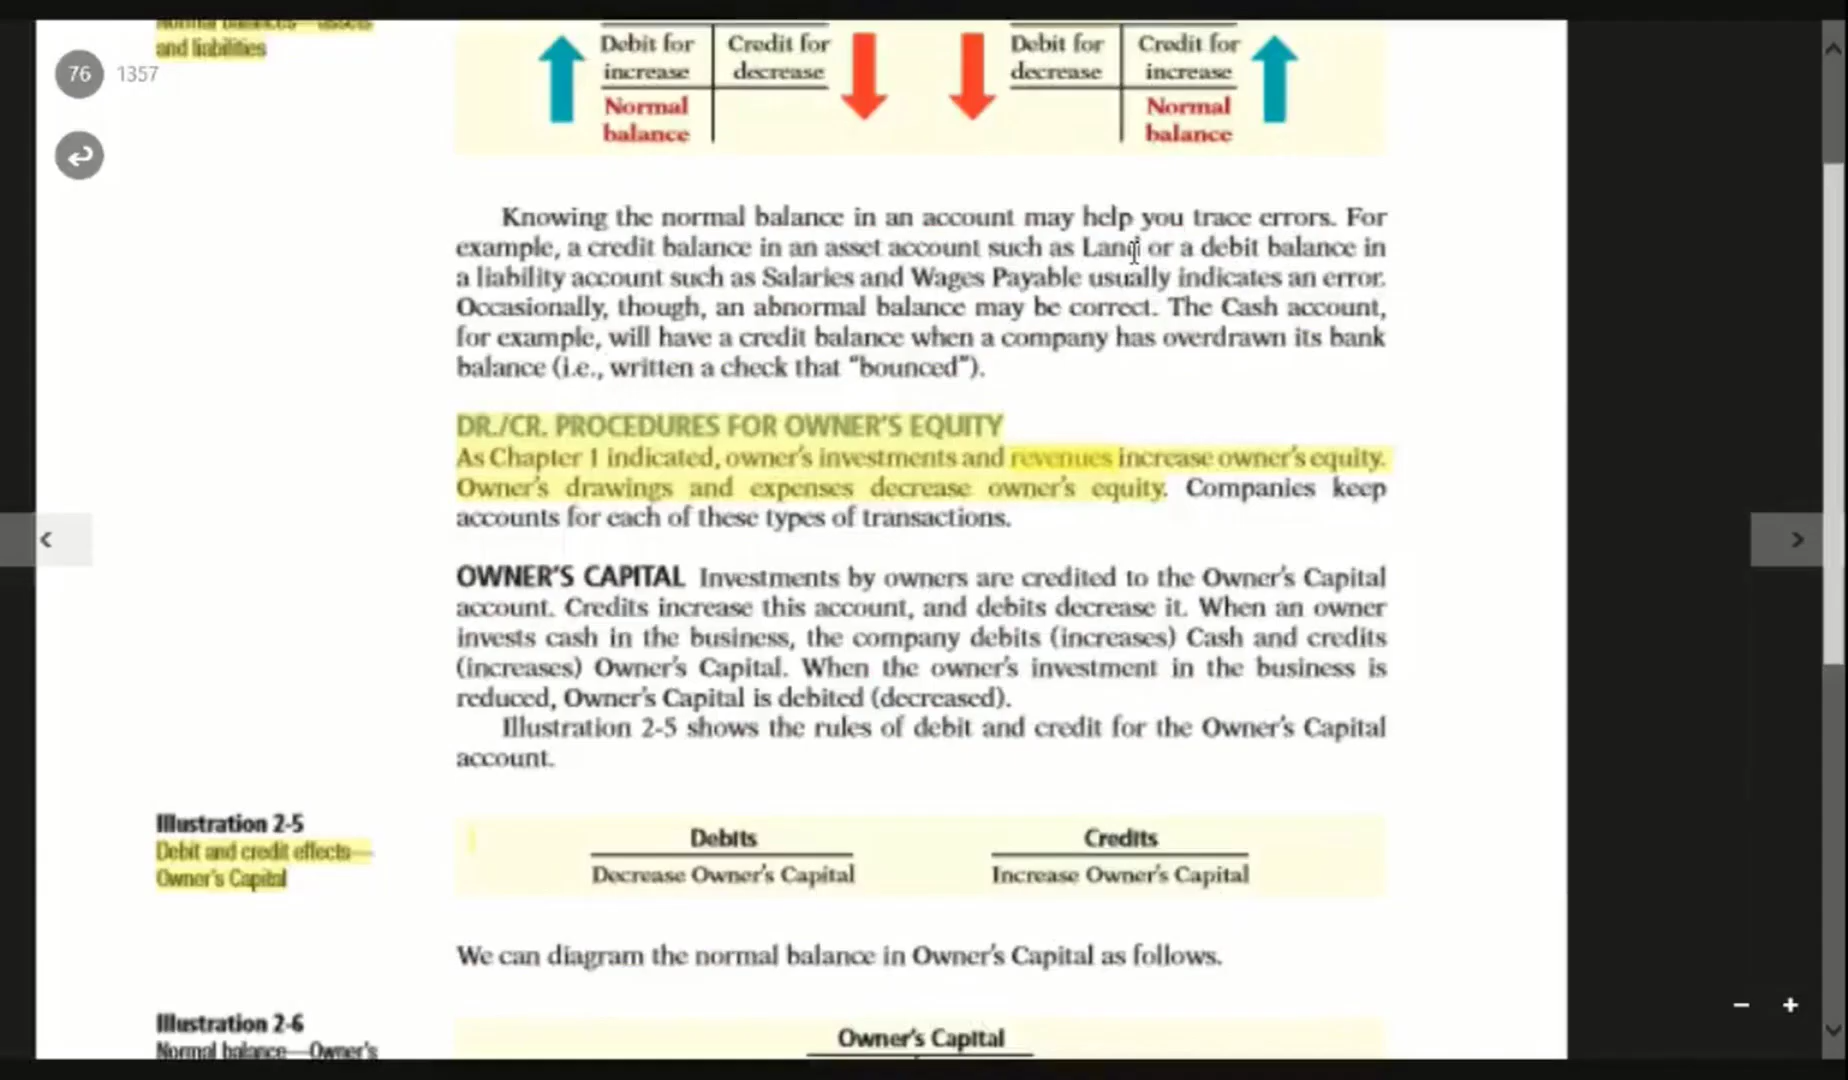 Normal balances—assets
and liabilities
76 1357
Debit for Credit for Debit for Credit for
increase decrease decrease increase
Normal Normal
balance balance
Knowing the normal balance in an account may help you trace errors. For
example, a credit balance in an asset account such as Land or a debit balance in
a liability account such as Salaries and Wages Payable usually indicates an error.
Occasionally, though, an abnormal balance may be correct. The Cash account,
for example, will have a credit balance when a company has overdrawn its bank
balance (i.e., written a check that “bounced”).
DR./CR. PROCEDURES FOR OWNER’S EQUITY
As Chapter 1 indicated, owner’s investments and revenues increase owner’s equity.
Owner’s drawings and expenses decrease owner’s equity. Companies keep
accounts for each of these types of transactions.
OWNER’S CAPITAL Investments by owners are credited to the Owner’s Capital
account. Credits increase this account, and debits decrease it. When an owner
invests cash in the business, the company debits (increases) Cash and credits
(increases) Owner’s Capital. When the owner’s investment in the business is
reduced, Owner’s Capital is debited (decreased).
Illustration 2-5 shows the rules of debit and credit for the Owner’s Capital
account.
Illustration 2-5
Debit and credit effects—
Owner’s Capital
Debits Credits
Decrease Owner’s Capital Increase Owner’s Capital
We can diagram the normal balance in Owner’s Capital as follows.
Illustration 2-6
Normal balance—Owner’s
Owner’s Capital